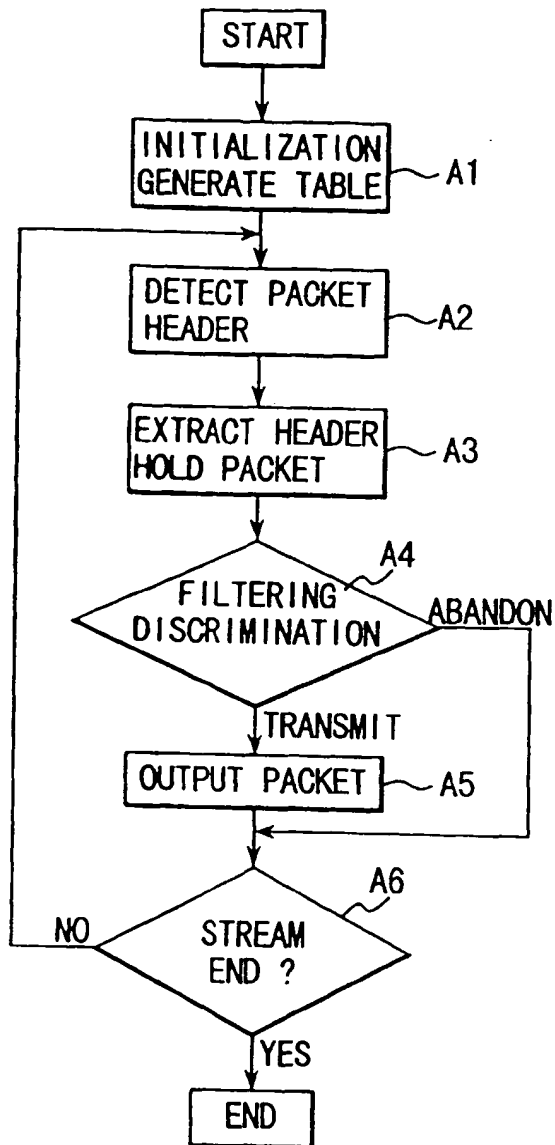 START
INITIALIZATION
GENERATE TABLE
A1
DETECT PACKET
HEADER
A2
EXTRACT HEADER
HOLD PACKET
A3
A4
FILTERING
DISCRIMINATION
ABANDON
TRANSMIT
OUTPUT PACKET
A5
A6
NO
STREAM
END ?
YES
END